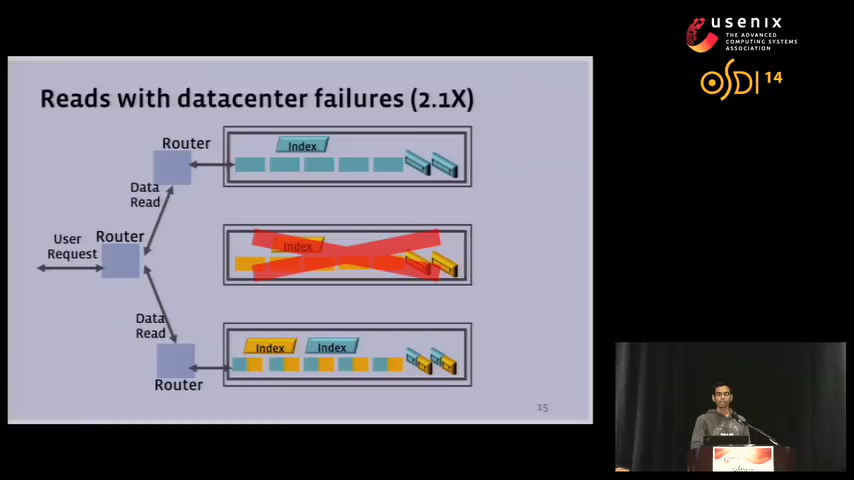 usenix
THE ADVANCED
COMPUTING SYSTEMS
ASSOCIATION
OSDI 14
Reads with datacenter failures (2.1X)
Router
Index
Data
Read
User
Request
Router
Index
Data
Read
Index
Index
Router
15